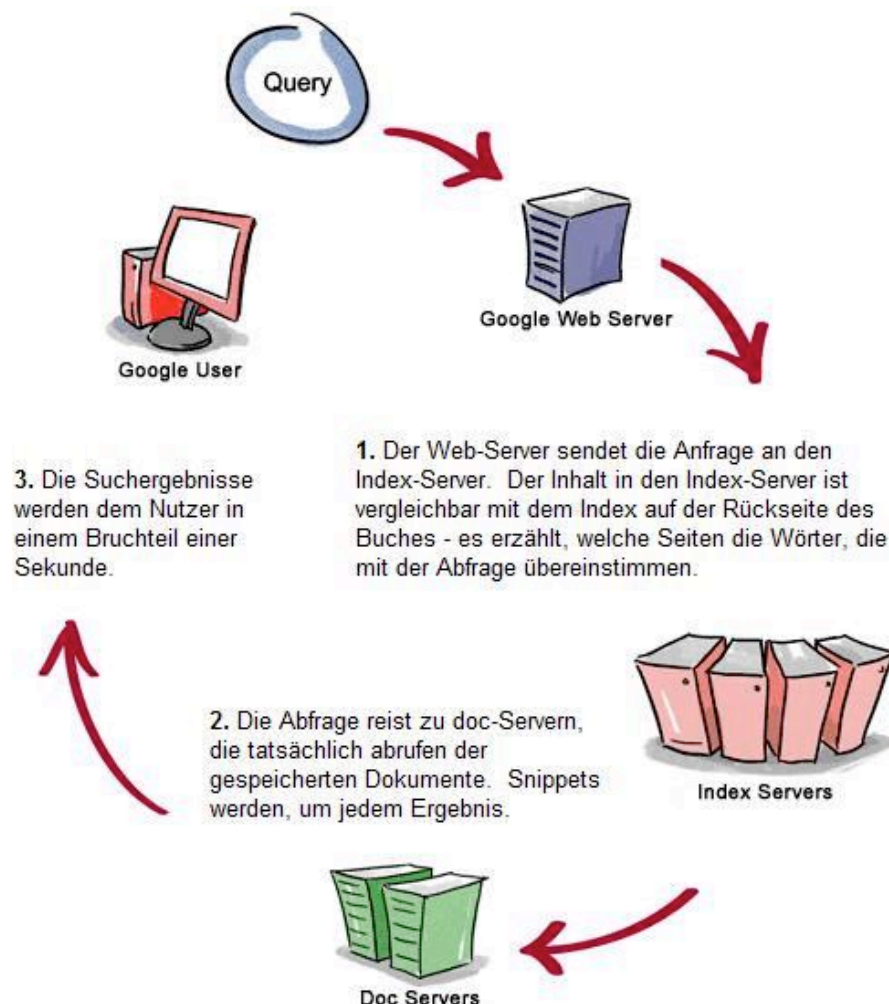 Query
Google Web Server
Google User
1. Der Web-Server sendet die Anfrage an den
Index-Server. Der Inhalt in den Index-Server ist
vergleichbar mit dem Index auf der Rückseite des
Buches - es erzählt, welche Seiten die Wörter, die
mit der Abfrage übereinstimmen.
3. Die Suchergebnisse
werden dem Nutzer in
einem Bruchteil einer
Sekunde.
2. Die Abfrage reist zu doc-Servern,
die tatsächlich abrufen der
gespeicherten Dokumente. Snippets
werden, um jedem Ergebnis.
Index Servers
Doc Servers